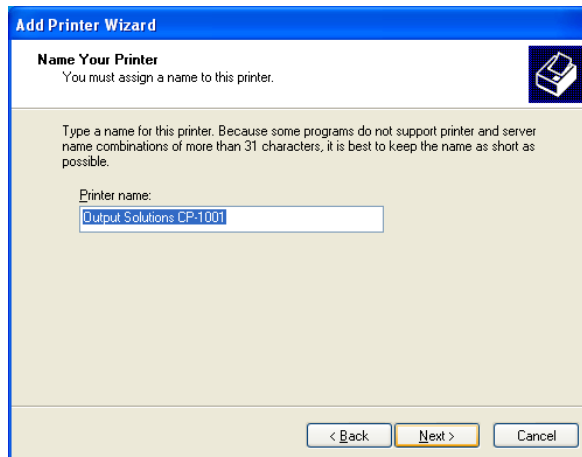 Add Printer Wizard
Name Your Printer
You must assign a name to this printer.
Type a name for this printer. Because some programs do not support printer and server
name combinations of more than 31 characters, it is best to keep the name as short as
possible.
Printer name:
Output Solutions CP-1001
< Back Next > Cancel